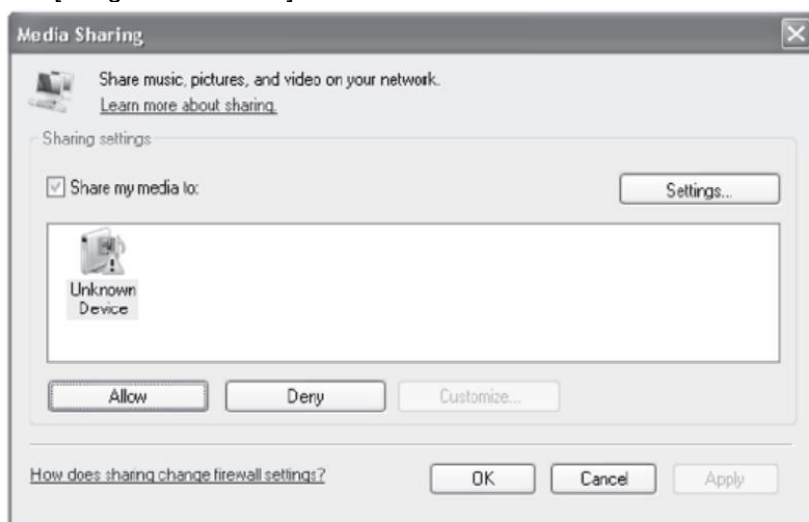 Media Sharing
Share music, pictures, and video on your network.
Learn more about sharing.
Sharing settings
Share my media to:
Settings...
Unknown
Device
Allow
Deny
Customize...
How does sharing change firewall settings?
OK
Cancel
Apply